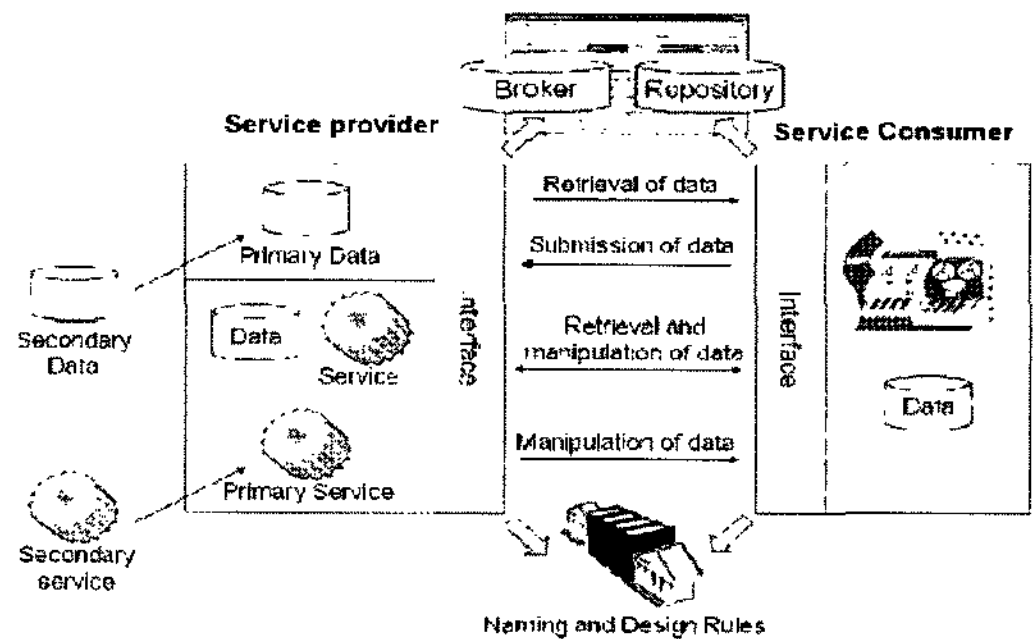 Broker
Repository
Service provider
Service Consumer
Retrieval of data
Primary Data
Submission of data
Secondary
Data
Data
Service
Interface
Retrieval and
manipulation of data
Interface
Data
Primary Service
Manipulation of data
Secondary
service
Naming and Design Rules